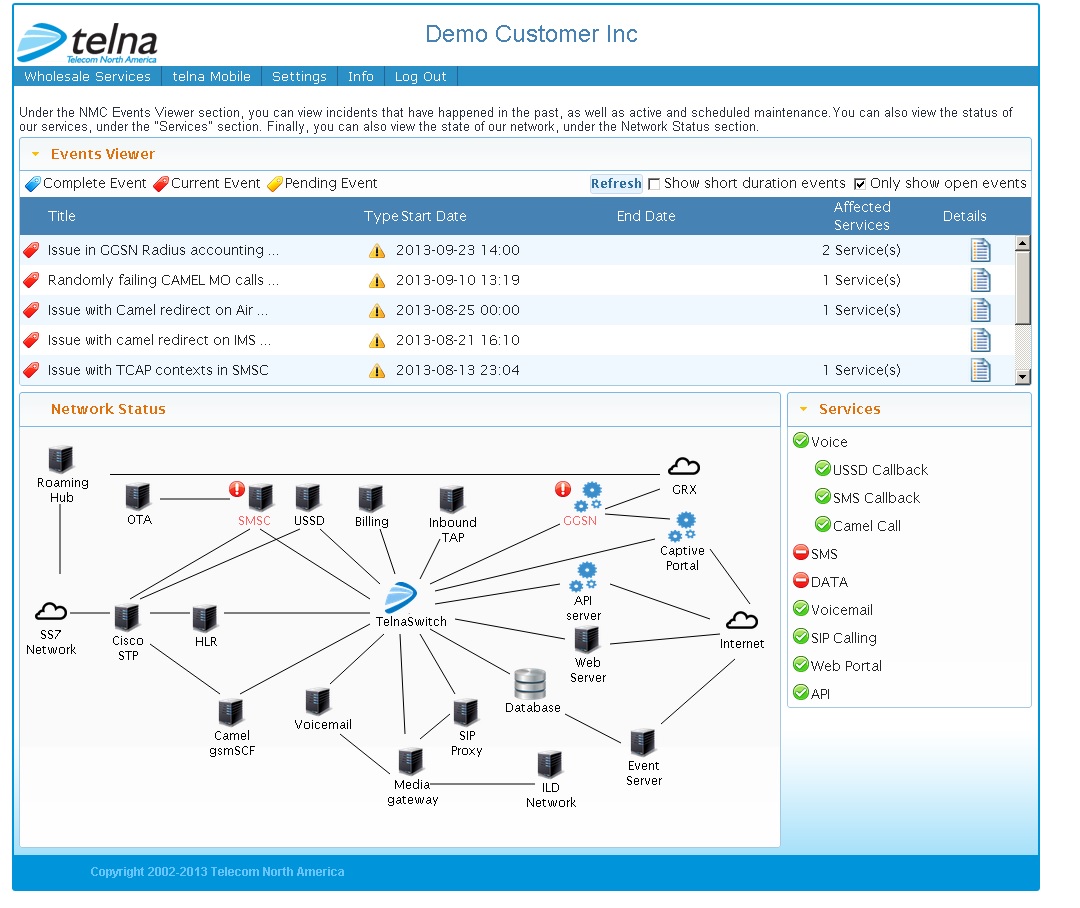 telna
Telecom North America
Demo Customer Inc
Wholesale Services telna Mobile Settings Info Log Out
Under the NMC Events Viewer section, you can view incidents that have happened in the past, as well as active and scheduled maintenance. You can also view the status of
our services, under the "Services" section. Finally, you can also view the state of our network, under the Network Status section.
Events Viewer
Complete Event Current Event Pending Event Refresh Show short duration events Only show open events
Title Type Start Date End Date Affected Services Details
Issue in GGSN Radius accounting ... 2013-09-23 14:00 2 Service(s)
Randomly failing CAMEL MO calls ... 2013-09-10 13:19 1 Service(s)
Issue with Camel redirect on Air ... 2013-08-25 00:00 1 Service(s)
Issue with camel redirect on IMS ... 2013-08-21 16:10
Issue with TCAP contexts in SMSC 2013-08-13 23:04 1 Service(s)
Network Status
Roaming
Hub
OTA
SMSC
USSD
Billing
Inbound
TAP
GGSN
GRX
Captive
Portal
SS7
Network
Cisco
STP
HLR
TelnaSwitch
API
server
Web
Server
Internet
Camel
gsmSCF
Voicemail
Media
gateway
SIP
Proxy
Database
ILD
Network
Event
Server
Services
Voice
USSD Callback
SMS Callback
Camel Call
SMS
DATA
Voicemail
SIP Calling
Web Portal
API
Copyright 2002-2013 Telecom North America